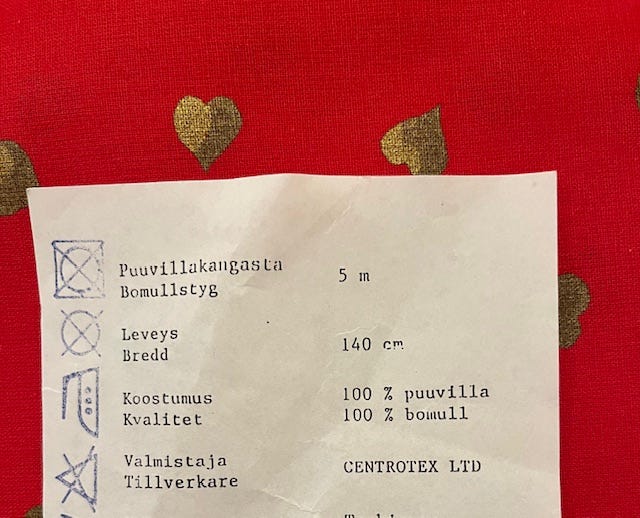 Puuvillakangasta 5 m
Bomullstyg
Leveys
Bredd 140 cm
Koostumus 100 % puuvilla
Kvalitet 100 % bomull
Valmistaja CENTROTEX LTD
Tillverkare